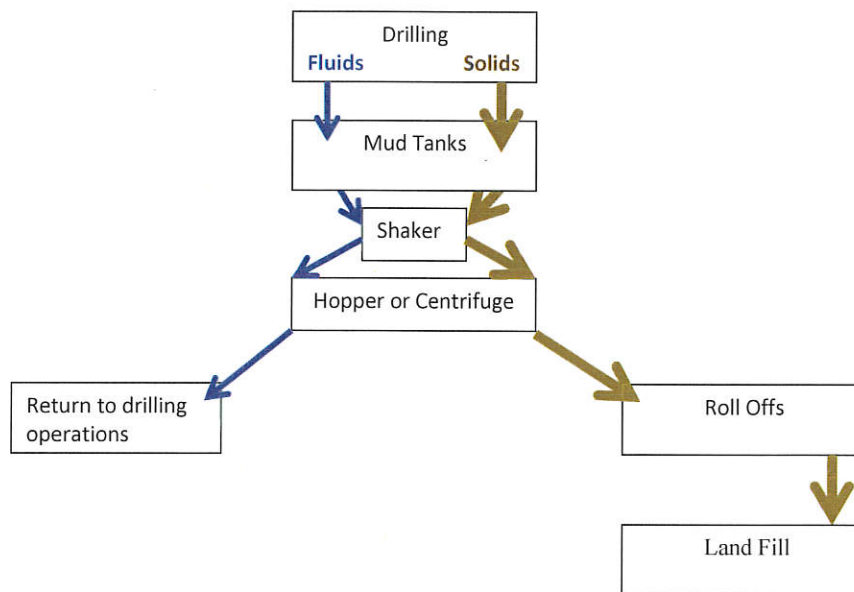 Drilling
Fluids Solids
Mud Tanks
Shaker
Hopper or Centrifuge
Return to drilling
operations
Roll Offs
Land Fill